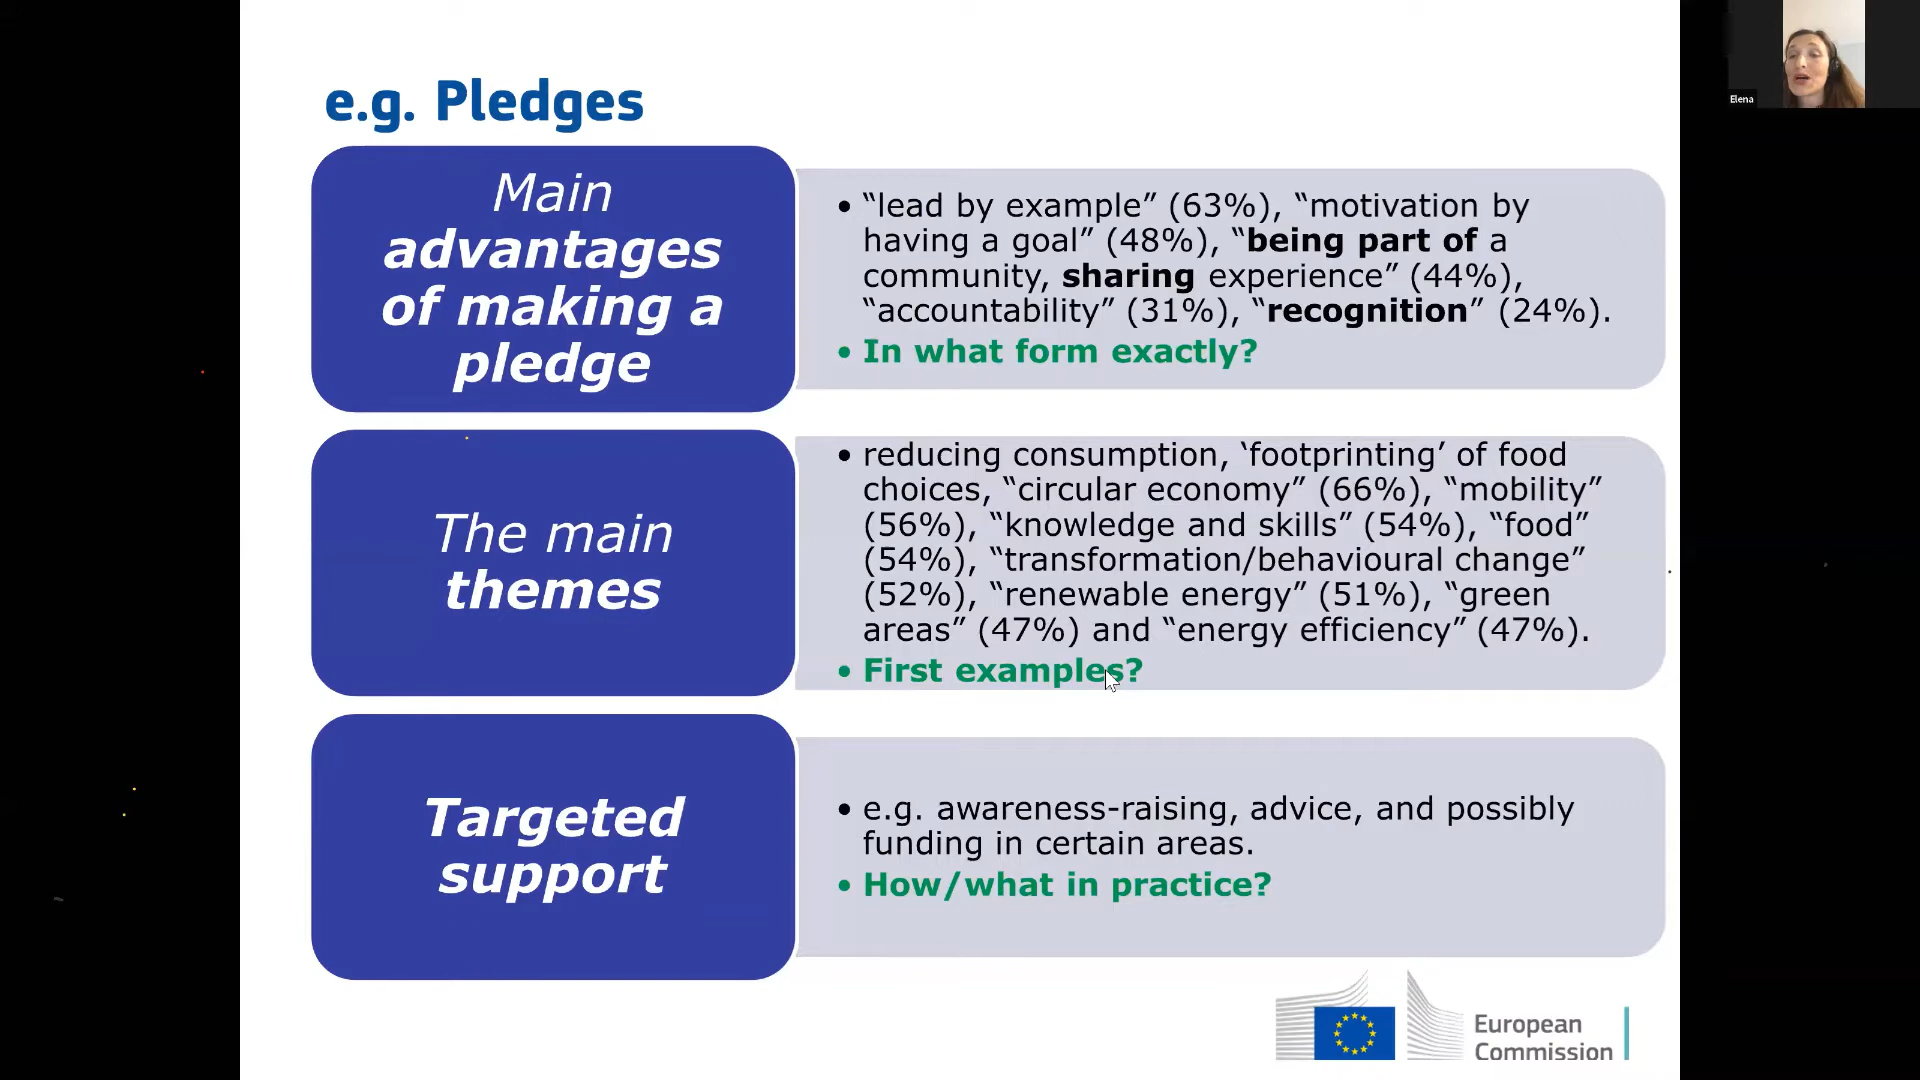 e.g. Pledges
Elena
Main
advantages
of making a
pledge
• “lead by example” (63%), “motivation by
having a goal” (48%), “being part of a
community, sharing experience” (44%),
“accountability” (31%), “recognition” (24%).
• In what form exactly?
The main
themes
• reducing consumption, ‘footprinting’ of food
choices, “circular economy” (66%), “mobility”
(56%), “knowledge and skills” (54%), “food”
(54%), “transformation/behavioural change”
(52%), “renewable energy” (51%), “green
areas” (47%) and “energy efficiency” (47%).
• First examples?
Targeted
support
• e.g. awareness-raising, advice, and possibly
funding in certain areas.
• How/what in practice?
European
Commission